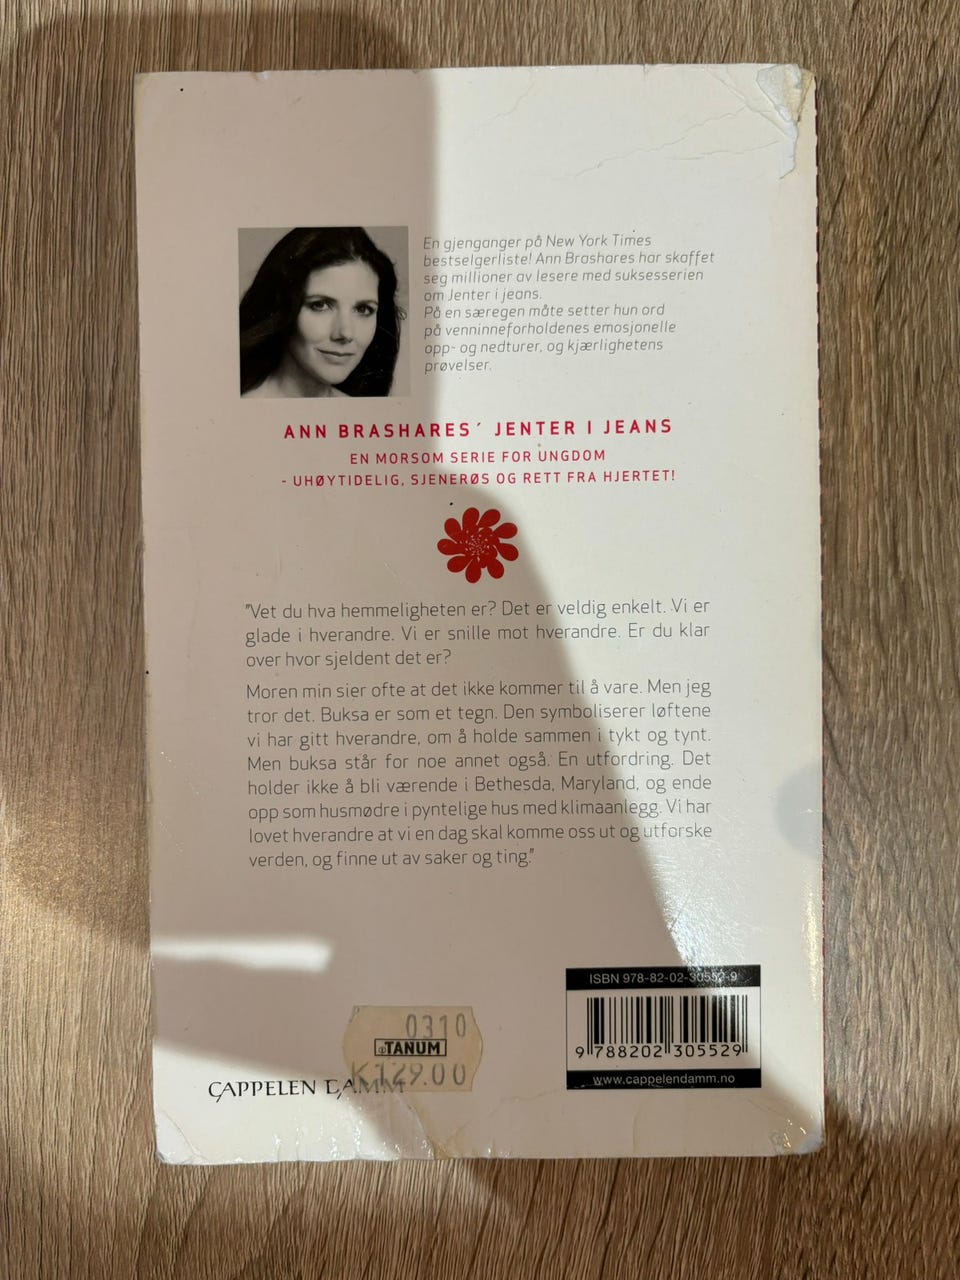 En gjenganger på New York Times
bestselgerliste! Ann Brashares har skaffet
seg millioner av lesere med suksesserien
om Jenter i jeans.
På en særegen måte setter hun ord
på venninneforholdenes emosjonelle
opp- og nedturer, og kjærlighetens
prøvelser.
ANN BRASHARES´ JENTER I JEANS
EN MORSOM SERIE FOR UNGDOM
- UHØYTIDELIG, SJENERØS OG RETT FRA HJERTET!
"Vet du hva hemmeligheten er? Det er veldig enkelt. Vi er
glade i hverandre. Vi er snille mot hverandre. Er du klar
over hvor sjeldent det er?
Moren min sier ofte at det ikke kommer til å vare. Men jeg
tror det. Buksa er som et tegn. Den symboliserer løftene
vi har gitt hverandre, om å holde sammen i tykt og tynt.
Men buksa står for noe annet også. En utfordring. Det
holder ikke å bli værende i Bethesda, Maryland, og ende
opp som husmødre i pyntelige hus med klimaanlegg. Vi har
lovet hverandre at vi en dag skal komme oss ut og utforske
verden, og finne ut av saker og ting."
ISBN 978-82-02-30552-9
9 788202 305529
www.cappelendamm.no
0310
TANUM
K129.00
CAPPELEN DAMM